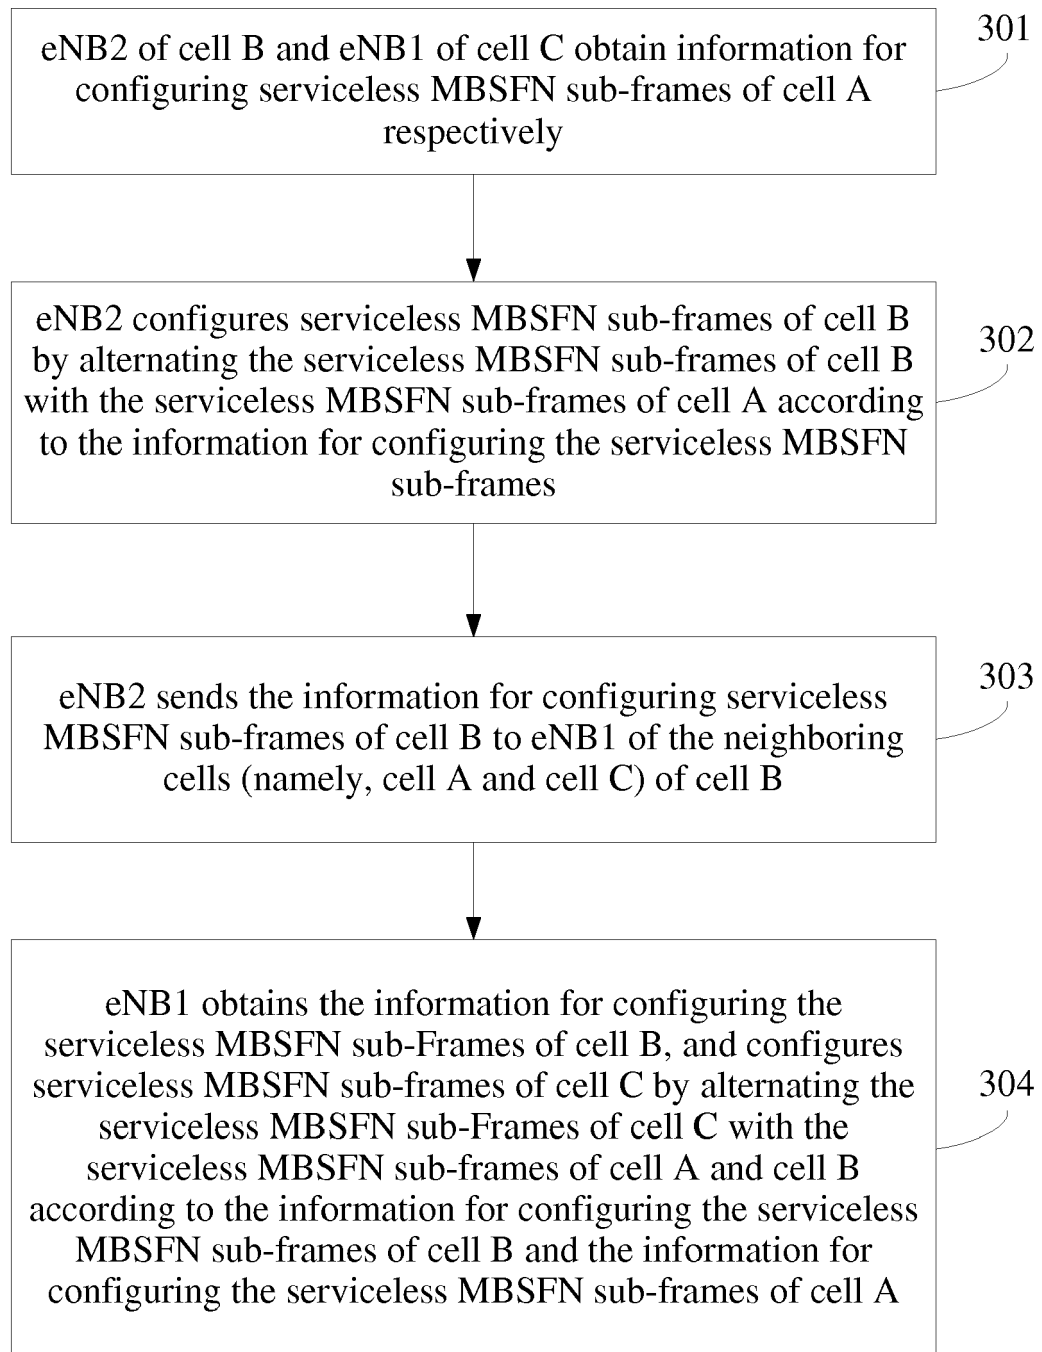 eNB2 of cell B and eNB1 of cell C obtain information for
configuring serviceless MBSFN sub-frames of cell A
respectively
301
eNB2 configures serviceless MBSFN sub-frames of cell B
by alternating the serviceless MBSFN sub-frames of cell B
with the serviceless MBSFN sub-frames of cell A according
to the information for configuring the serviceless MBSFN
sub-frames
302
eNB2 sends the information for configuring serviceless
MBSFN sub-frames of cell B to eNB1 of the neighboring
cells (namely, cell A and cell C) of cell B
303
eNB1 obtains the information for configuring the
serviceless MBSFN sub-Frames of cell B, and configures
serviceless MBSFN sub-frames of cell C by alternating the
serviceless MBSFN sub-Frames of cell C with the
serviceless MBSFN sub-frames of cell A and cell B
according to the information for configuring the serviceless
MBSFN sub-frames of cell B and the information for
configuring the serviceless MBSFN sub-frames of cell A
304